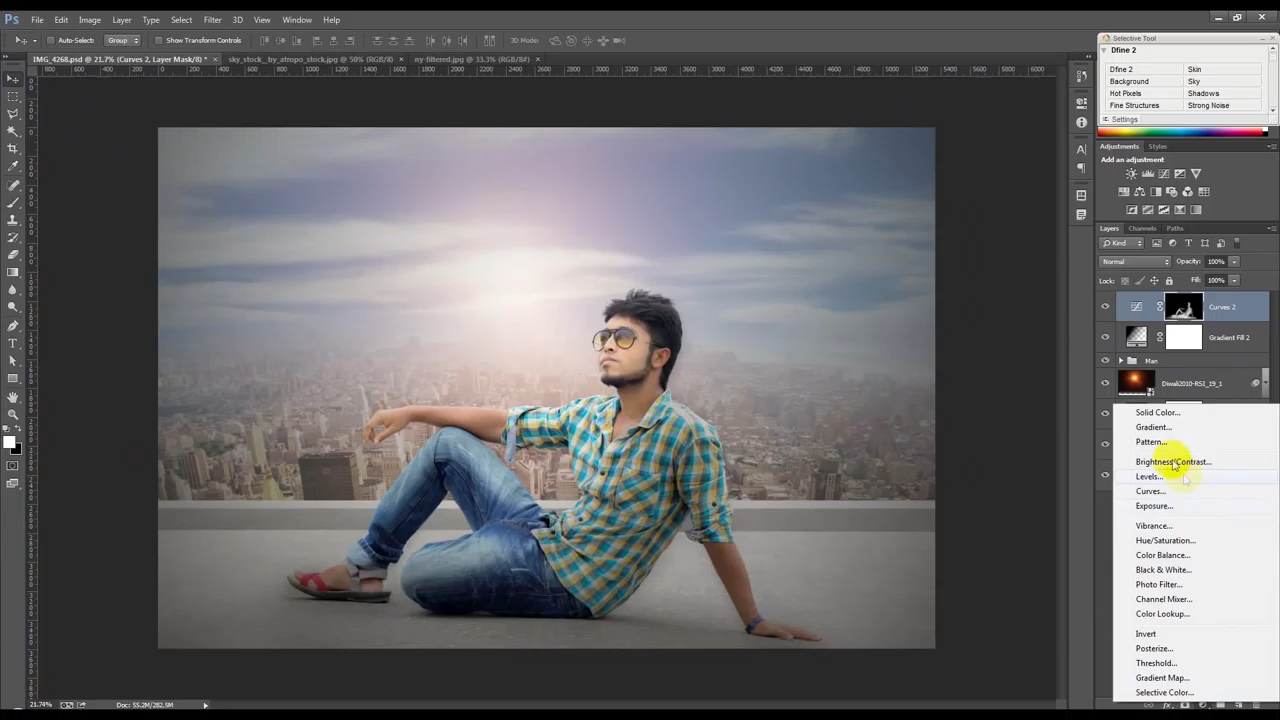 Ps File Edit Image Layer Type Select Filter 3D View Window Help
Auto-Select: Group Show Transform Controls 3D Mode:
IMG_4268.psd @ 21.7% (Curves 2, Layer Mask/8) * × sky_stock__by_atropo_stock.jpg @ 50% (RGB/8) × ny-filtered.jpg @ 33.3% (RGB/8#) ×
Selective Tool
Dfine 2
Dfine 2 Skin
Background Sky
Hot Pixels Shadows
Fine Structures Strong Noise
Settings
Adjustments Styles
Add an adjustment
Layers Channels Paths
Kind
Normal Opacity: 100%
Lock: Fill: 100%
Curves 2
Gradient Fill 2
Man
Diwali2010-RSI_19_1
Solid Color...
Gradient...
Pattern...
Brightness/Contrast...
Levels...
Curves...
Exposure...
Vibrance...
Hue/Saturation...
Color Balance...
Black & White...
Photo Filter...
Channel Mixer...
Color Lookup...
Invert
Posterize...
Threshold...
Gradient Map...
Selective Color...
21.74% Doc: 55.2M/282.5M